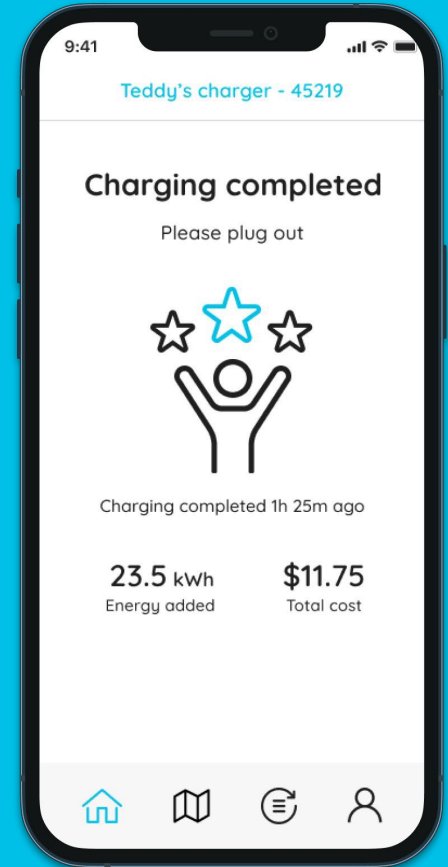 9:41
Teddy's charger - 45219
Charging completed
Please plug out
Charging completed 1h 25m ago
23.5 kWh $11.75
Energy added Total cost